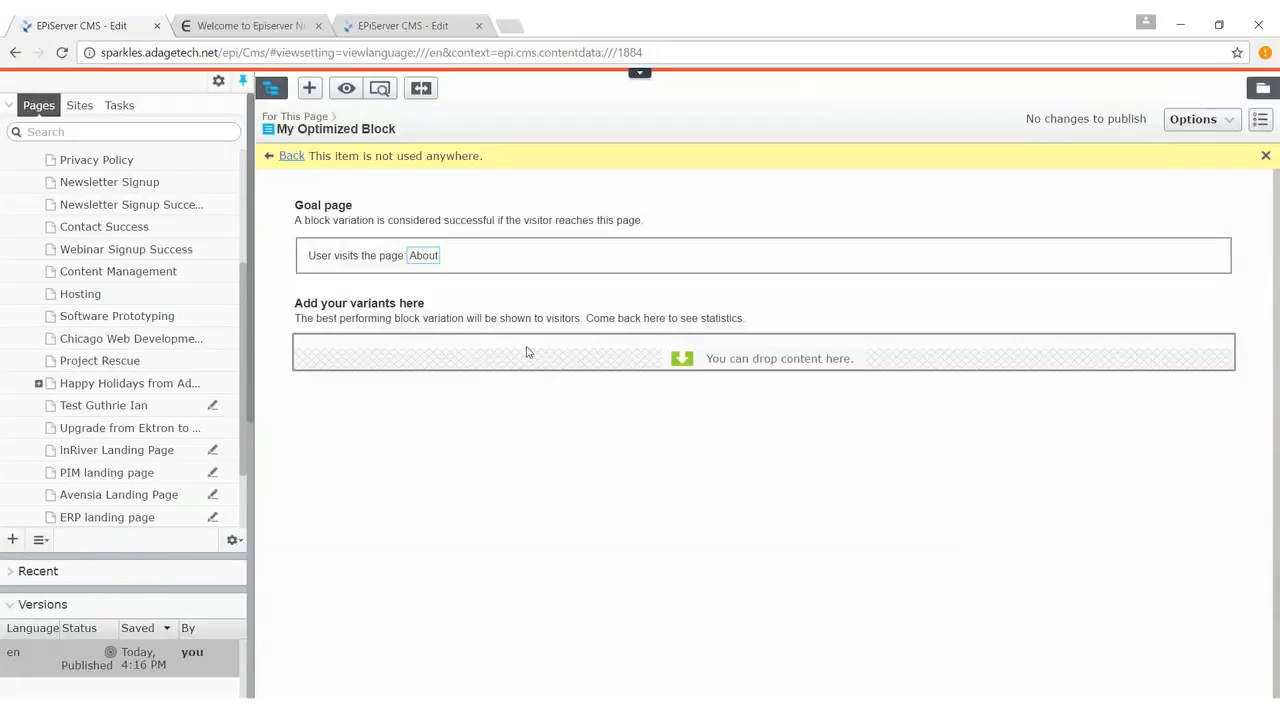 EPiServer CMS - Edit
Welcome to Episerver N
EPiServer CMS - Edit
sparkles.adagetech.net/epi/Cms/#viewsetting=viewlanguage:///en&context=epi.cms.contentdata:///1884
Pages Sites Tasks
Search
Privacy Policy
Newsletter Signup
Newsletter Signup Succe...
Contact Success
Webinar Signup Success
Content Management
Hosting
Software Prototyping
Chicago Web Developme...
Project Rescue
Happy Holidays from Ad...
Test Guthrie Ian
Upgrade from Ektron to ...
inRiver Landing Page
PIM landing page
Avensia Landing Page
ERP landing page
Recent
Versions
Language Status Saved By
en Published Today, 4:16 PM you
For This Page
My Optimized Block
No changes to publish
Options
Back This item is not used anywhere.
Goal page
A block variation is considered successful if the visitor reaches this page.
User visits the page About
Add your variants here
The best performing block variation will be shown to visitors. Come back here to see statistics.
You can drop content here.